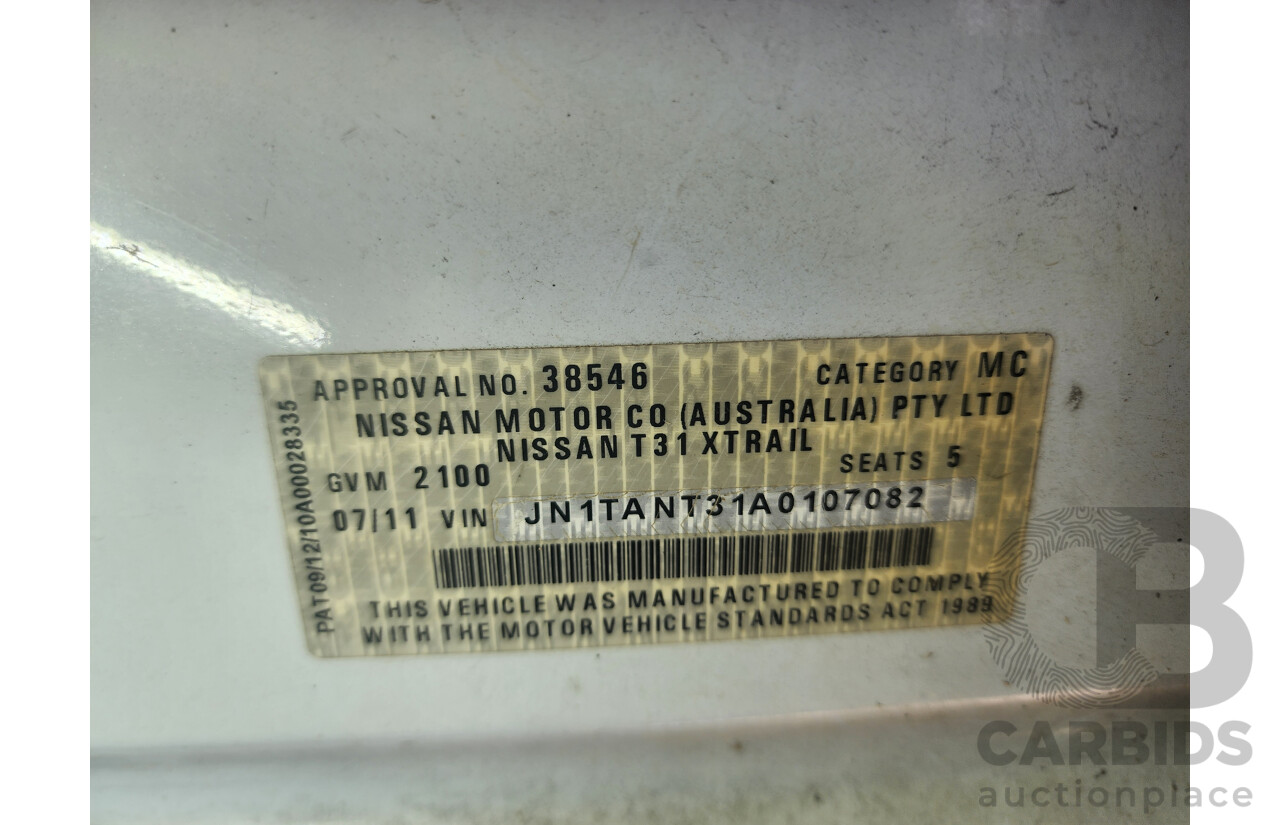 APPROVAL NO. 38546 CATEGORY MC
NISSAN MOTOR CO (AUSTRALIA) PTY LTD
NISSAN T31 XTRAIL
GVM 2100 SEATS 5
07/11 VIN JN1TANT31A0107082
THIS VEHICLE WAS MANUFACTURED TO COMPLY
WITH THE MOTOR VEHICLE STANDARDS ACT 1989
PAT09/12/10A00028335
CB
CARBIDS
auctionplace